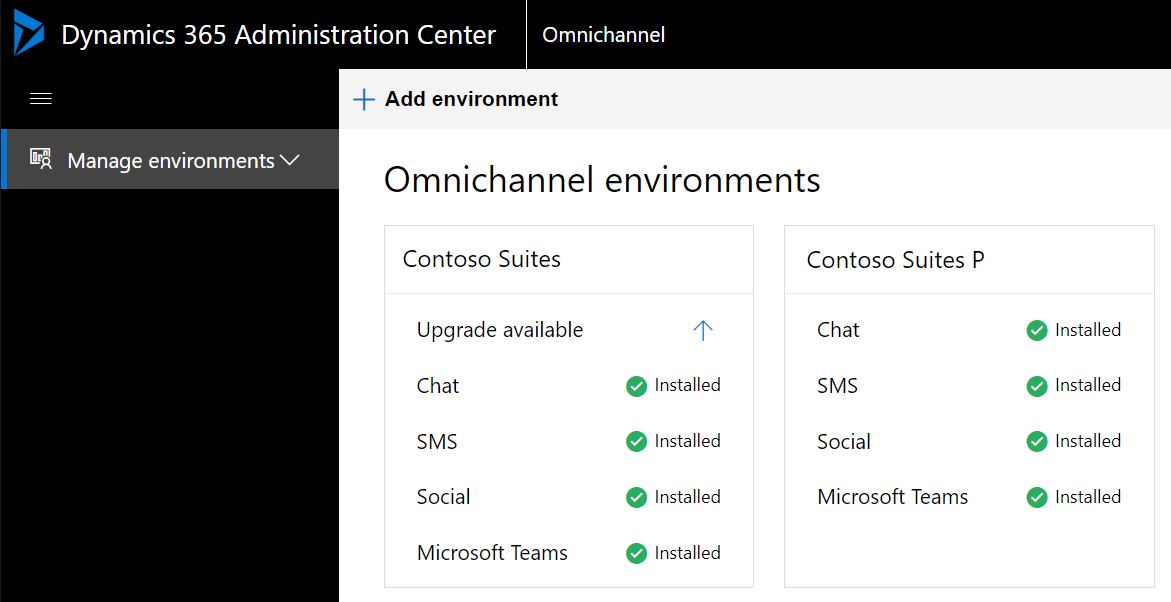 Dynamics 365 Administration Center
Omnichannel
Add environment
Manage environments
Omnichannel environments
Contoso Suites
Upgrade available
Chat Installed
SMS Installed
Social Installed
Microsoft Teams Installed
Contoso Suites P
Chat Installed
SMS Installed
Social Installed
Microsoft Teams Installed